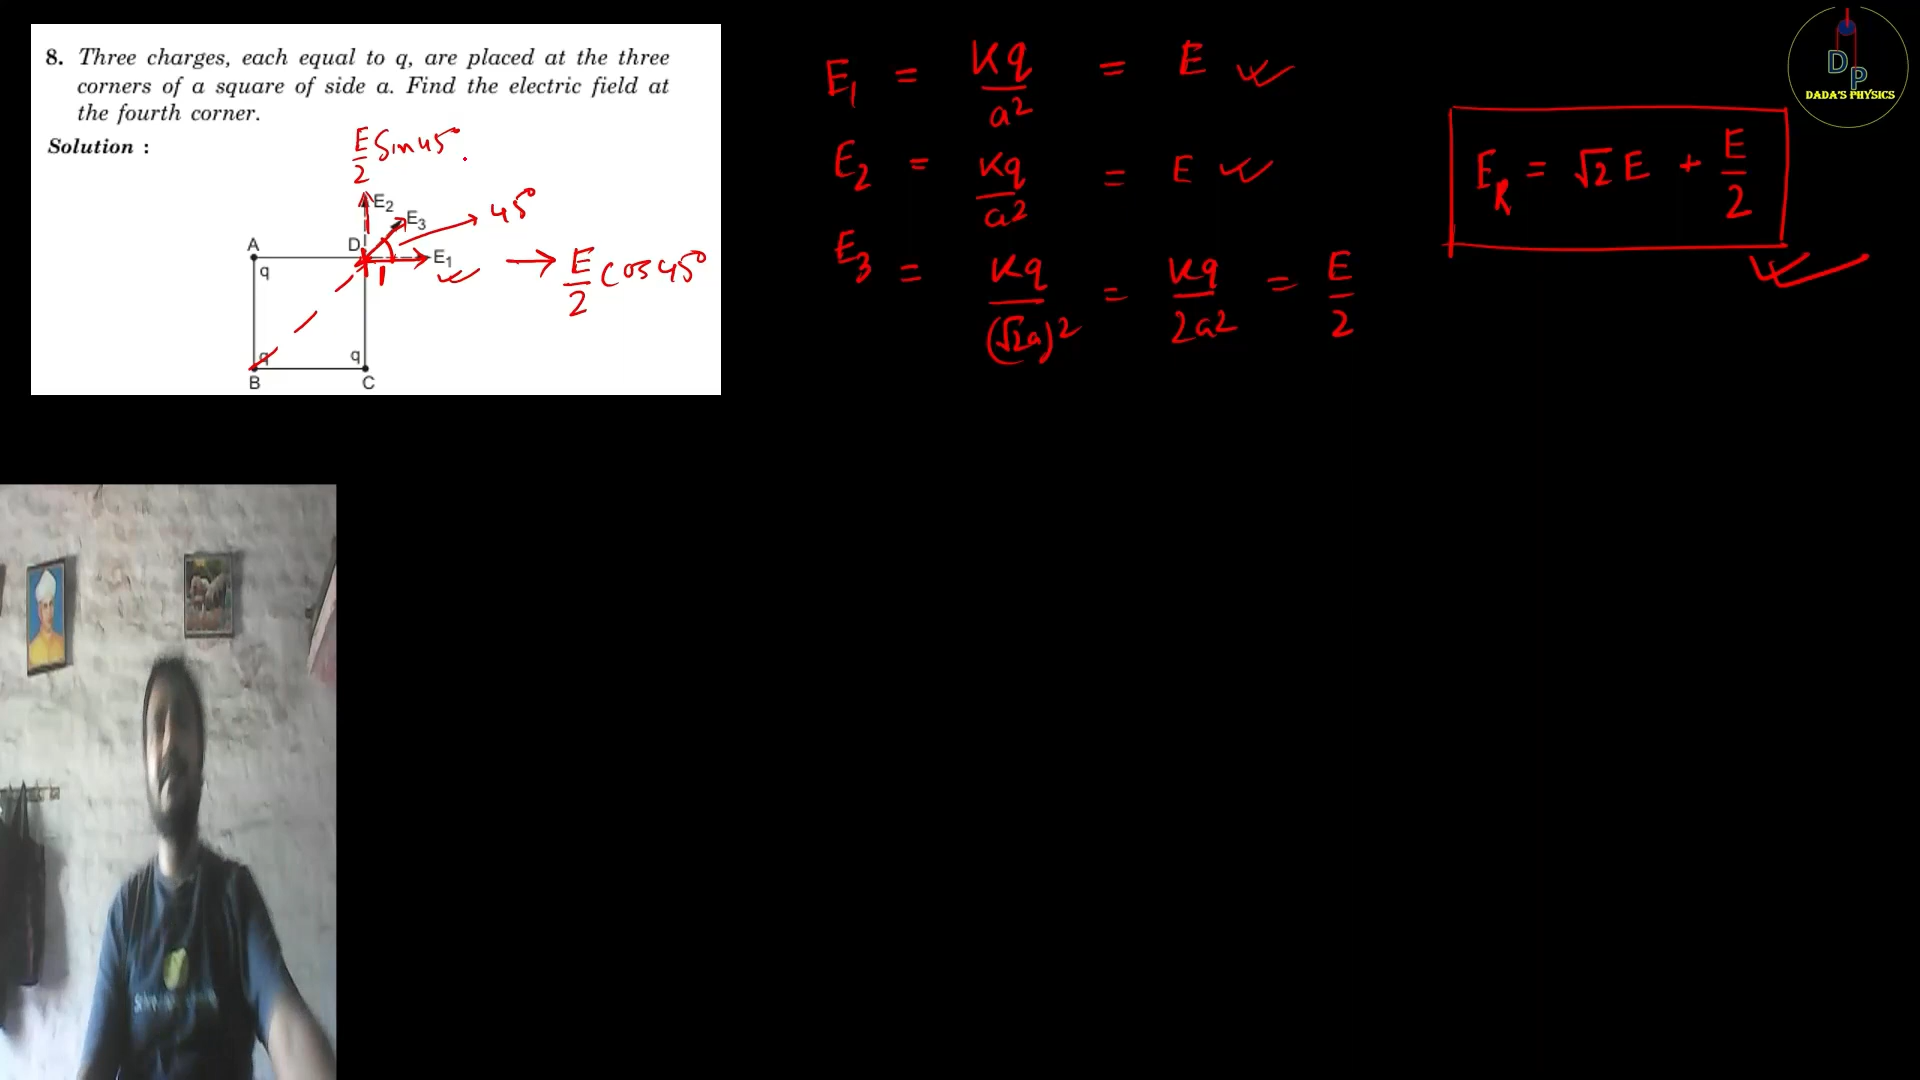 8. Three charges, each equal to q, are placed at the three
corners of a square of side a. Find the electric field at
the fourth corner.
Solution :
E/2 Sin45°.
E2
E3
45°
A
D
E1
→ E/2 cos45°
q
q
q
B
C
E1 = Kq/a² = E
E2 = Kq/a² = E
E3 = Kq/(√2a)² = Kq/2a² = E/2
ER = √2 E + E/2
D
P
DADA'S PHYSICS